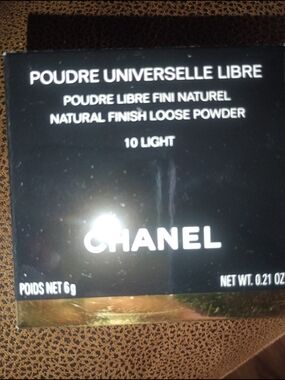 POUDRE UNIVERSELLE LIBRE
POUDRE LIBRE FINI NATUREL
NATURAL FINISH LOOSE POWDER
10 LIGHT
CHANEL
POIDS NET 6g NET WT. 0.21 OZ